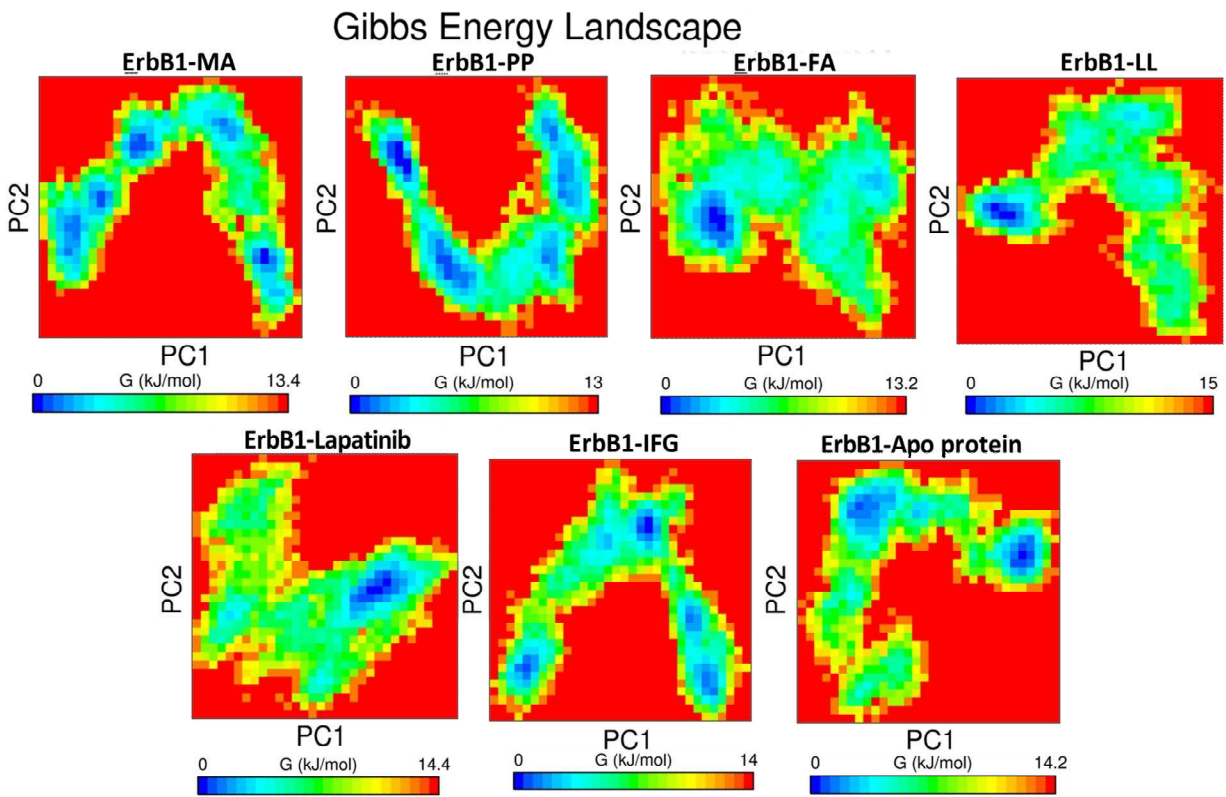 Gibbs Energy Landscape
ErbB1-MA
ErbB1-PP
ErbB1-FA
ErbB1-LL
PC2
PC2
PC2
PC2
PC1
PC1
PC1
PC1
0 G (kJ/mol) 13.4
0 G (kJ/mol) 13
0 G (kJ/mol) 13.2
0 G (kJ/mol) 15
ErbB1-Lapatinib
ErbB1-IFG
ErbB1-Apo protein
PC2
PC2
PC2
PC1
PC1
PC1
0 G (kJ/mol) 14.4
0 G (kJ/mol) 14
0 G (kJ/mol) 14.2